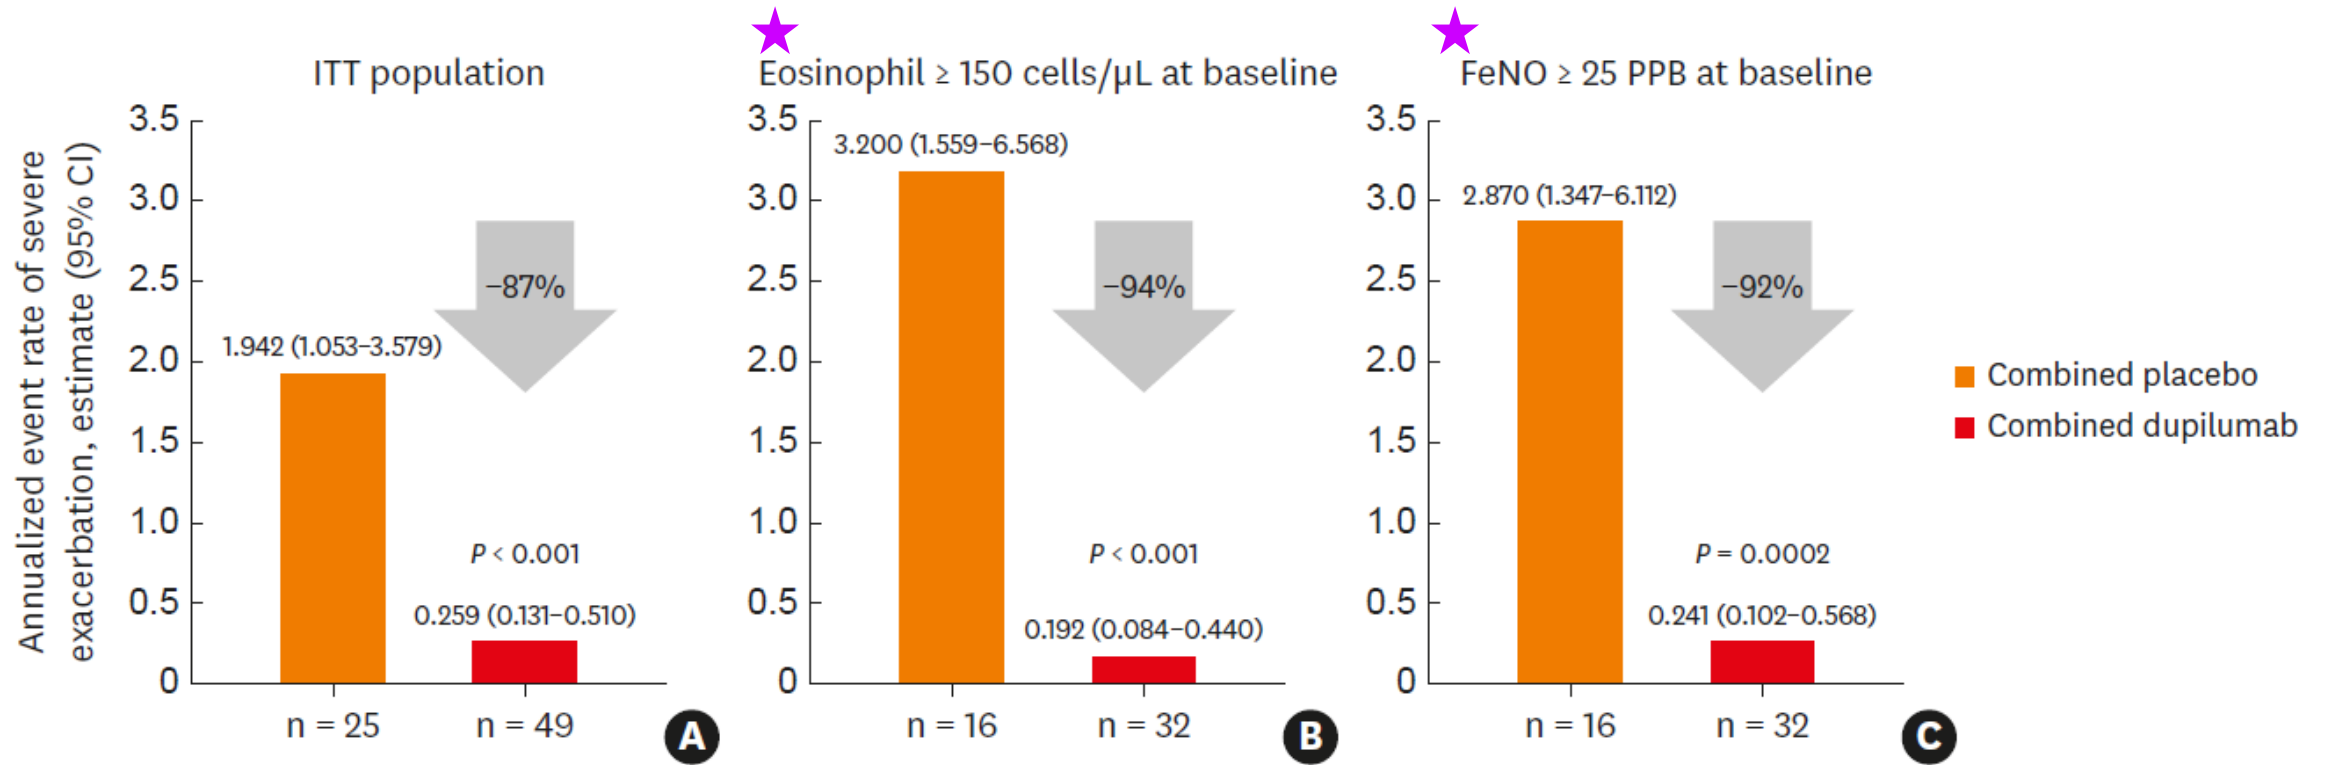 Annualized event rate of severe
exacerbation, estimate (95% CI)
ITT population
3.5
3.0
2.5
2.0
1.5
1.0
0.5
0
1.942 (1.053–3.579)
−87%
P < 0.001
0.259 (0.131–0.510)
n = 25
n = 49
A
Eosinophil ≥ 150 cells/µL at baseline
3.5
3.0
2.5
2.0
1.5
1.0
0.5
0
3.200 (1.559–6.568)
−94%
P < 0.001
0.192 (0.084–0.440)
n = 16
n = 32
B
FeNO ≥ 25 PPB at baseline
3.5
3.0
2.5
2.0
1.5
1.0
0.5
0
2.870 (1.347–6.112)
−92%
P = 0.0002
0.241 (0.102–0.568)
n = 16
n = 32
C
Combined placebo
Combined dupilumab